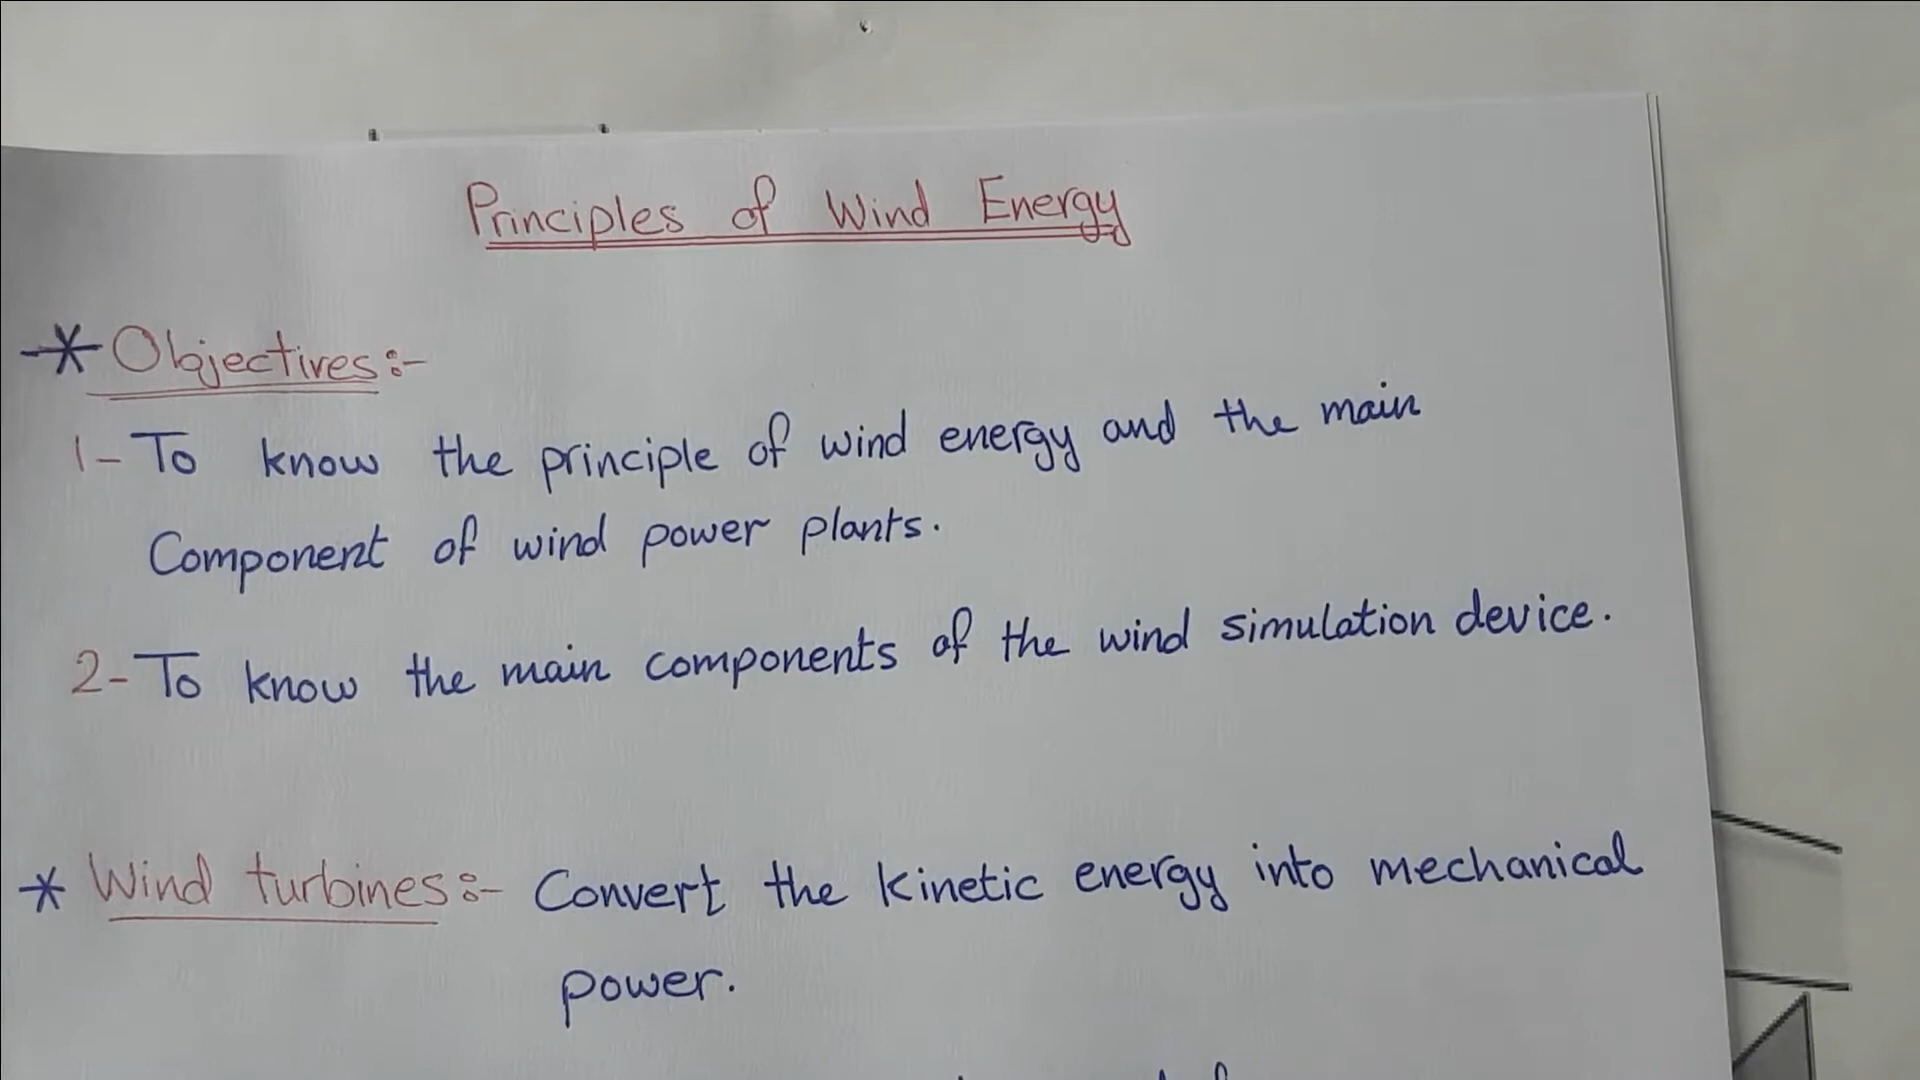 Principles of Wind Energy
* Objectives:-
1- To know the principle of wind energy and the main
Component of wind power plants.
2- To know the main components of the wind simulation device.
* Wind turbines:- Convert the kinetic energy into mechanical
power.